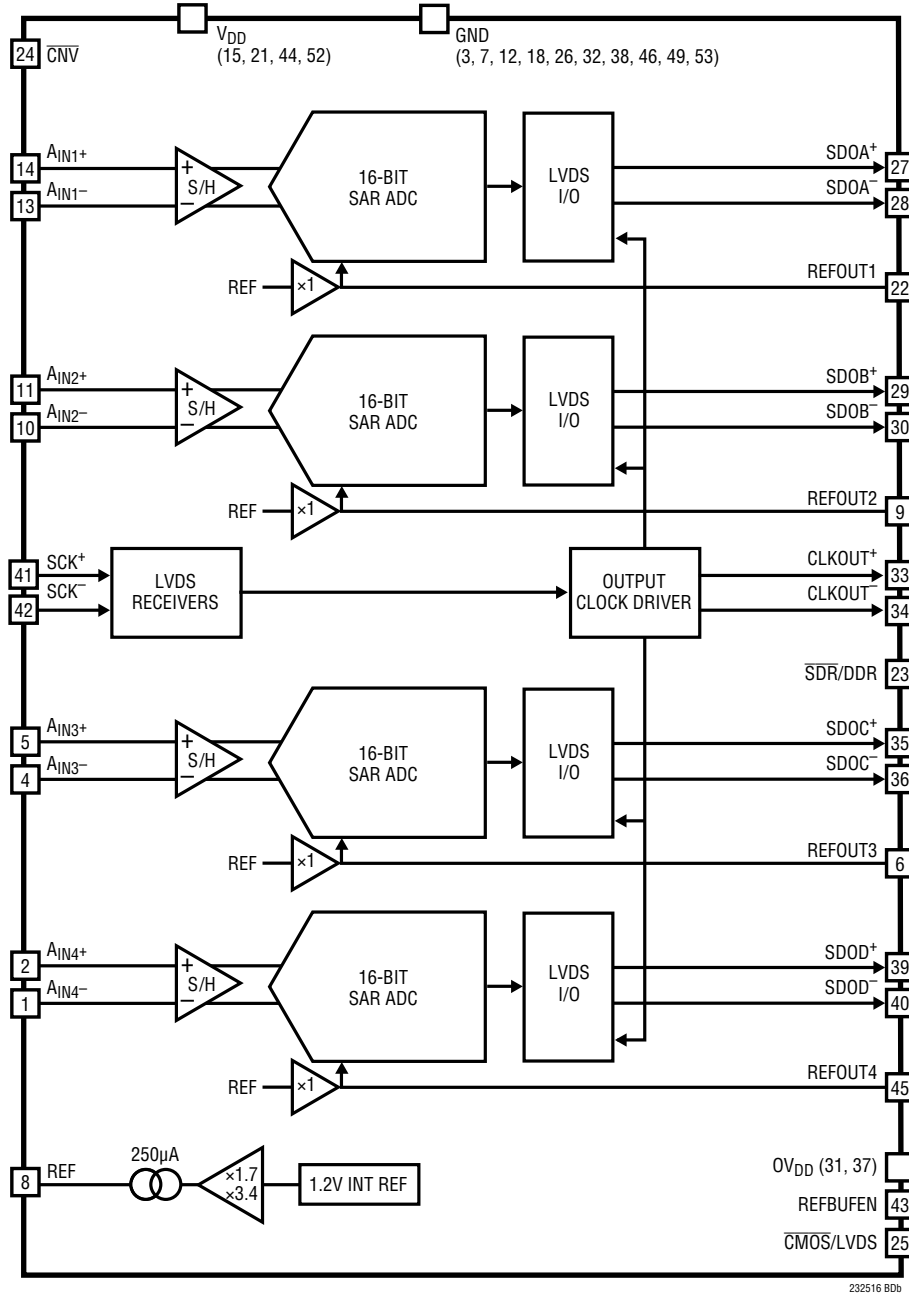 VDD
(15, 21, 44, 52)
GND
(3, 7, 12, 18, 26, 32, 38, 46, 49, 53)
24 CNV
14 AIN1+
13 AIN1–
+
S/H
–
16-BIT
SAR ADC
LVDS
I/O
SDOA+ 27
SDOA– 28
REF ×1
REFOUT1 22
11 AIN2+
10 AIN2–
+
S/H
–
16-BIT
SAR ADC
LVDS
I/O
SDOB+ 29
SDOB– 30
REF ×1
REFOUT2 9
41 SCK+
42 SCK–
LVDS
RECEIVERS
OUTPUT
CLOCK DRIVER
CLKOUT+ 33
CLKOUT– 34
SDR/DDR 23
5 AIN3+
4 AIN3–
+
S/H
–
16-BIT
SAR ADC
LVDS
I/O
SDOC+ 35
SDOC– 36
REF ×1
REFOUT3 6
2 AIN4+
1 AIN4–
+
S/H
–
16-BIT
SAR ADC
LVDS
I/O
SDOD+ 39
SDOD– 40
REF ×1
REFOUT4 45
8 REF
250µA
×1.7
×3.4
1.2V INT REF
OVDD (31, 37)
REFBUFEN 43
CMOS/LVDS 25
232516 BDb